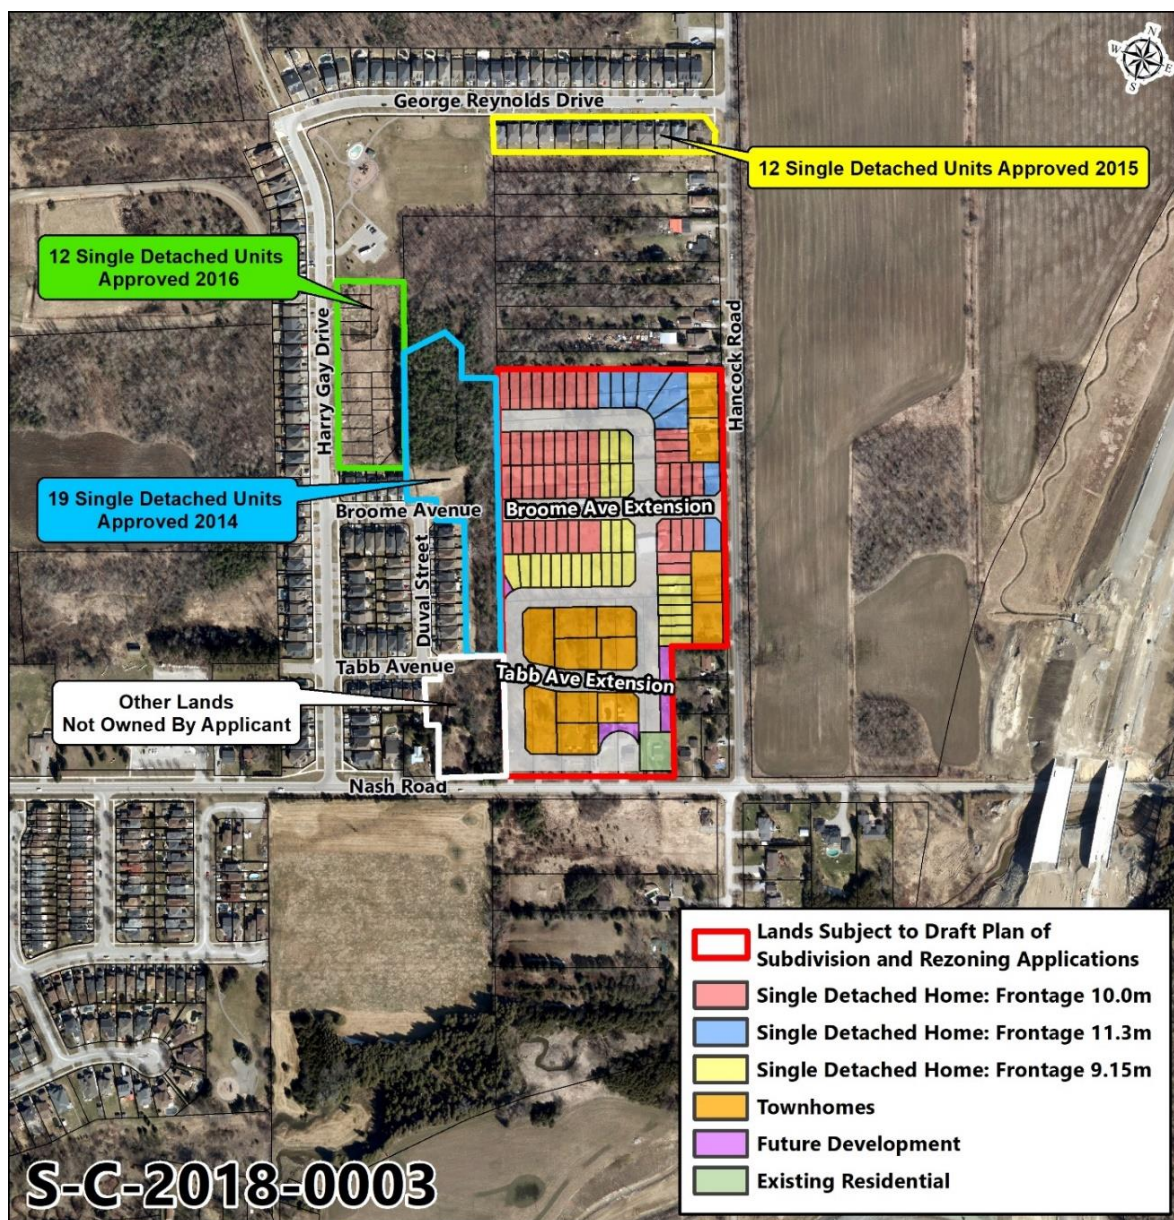 N
W
E
S
George Reynolds Drive
12 Single Detached Units Approved 2015
12 Single Detached Units
Approved 2016
Harry Gay Drive
Hancock Road
19 Single Detached Units
Approved 2014
Broome Avenue
Broome Ave Extension
Duval Street
Tabb Avenue
Tabb Ave Extension
Other Lands
Not Owned By Applicant
Nash Road
Lands Subject to Draft Plan of
Subdivision and Rezoning Applications
Single Detached Home: Frontage 10.0m
Single Detached Home: Frontage 11.3m
Single Detached Home: Frontage 9.15m
Townhomes
Future Development
Existing Residential
S-C-2018-0003